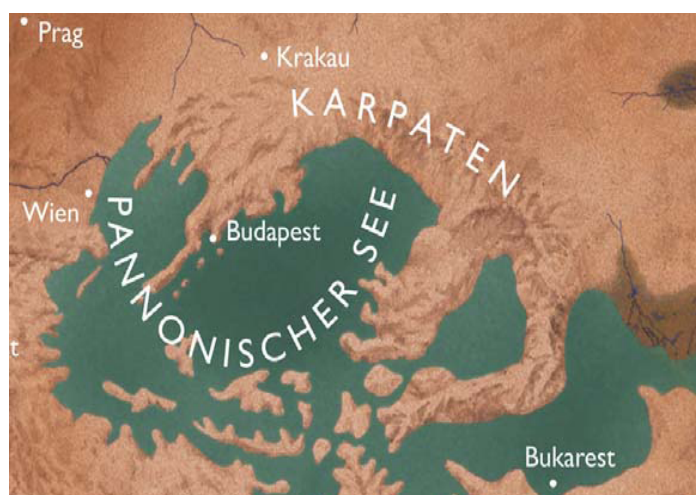 Prag
Krakau
KARPATEN
Wien
PANNONISCHER SEE
Budapest
t
Bukarest